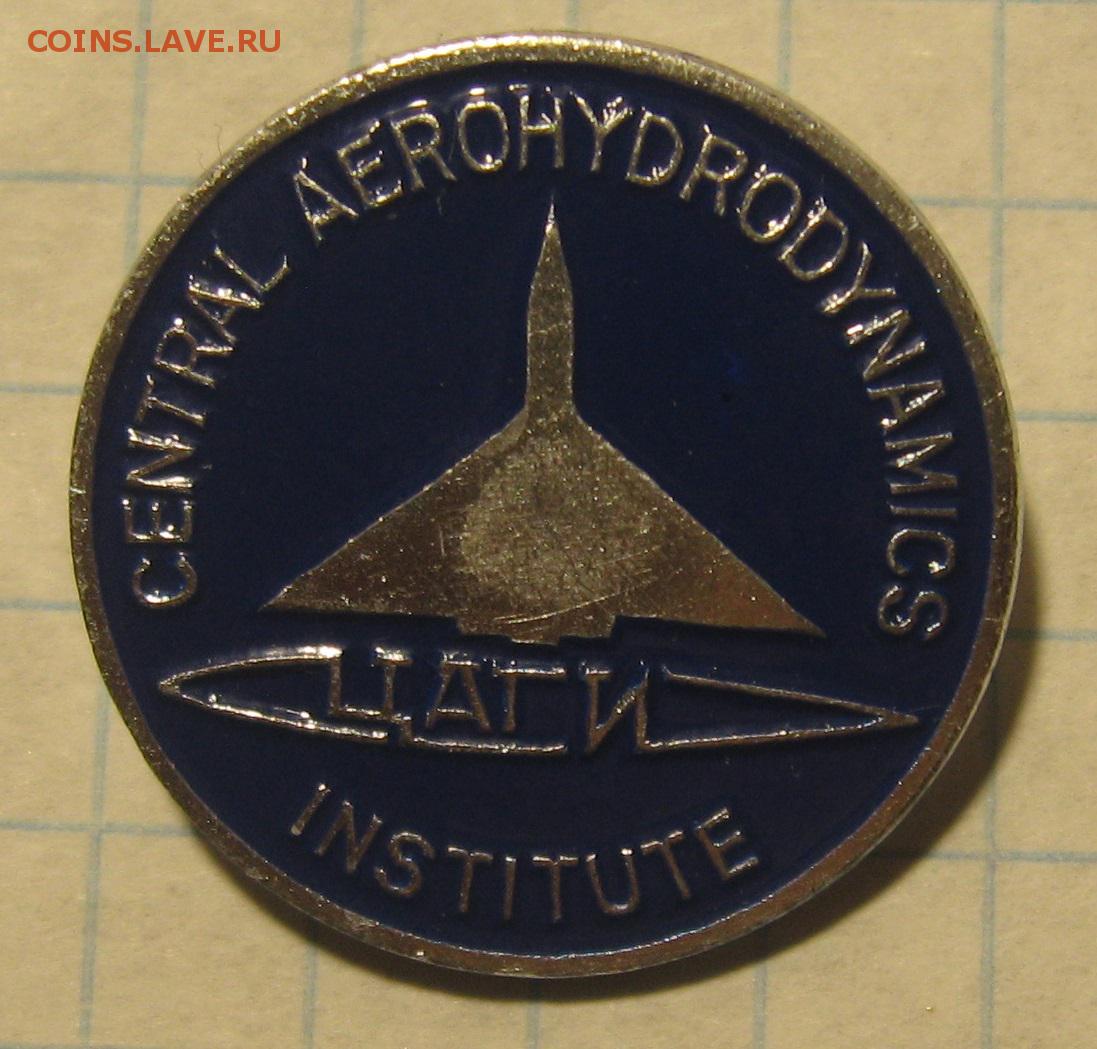 COINS.LAVE.RU
CENTRAL AEROHYDRODYNAMICS
ЦАГИ
INSTITUTE